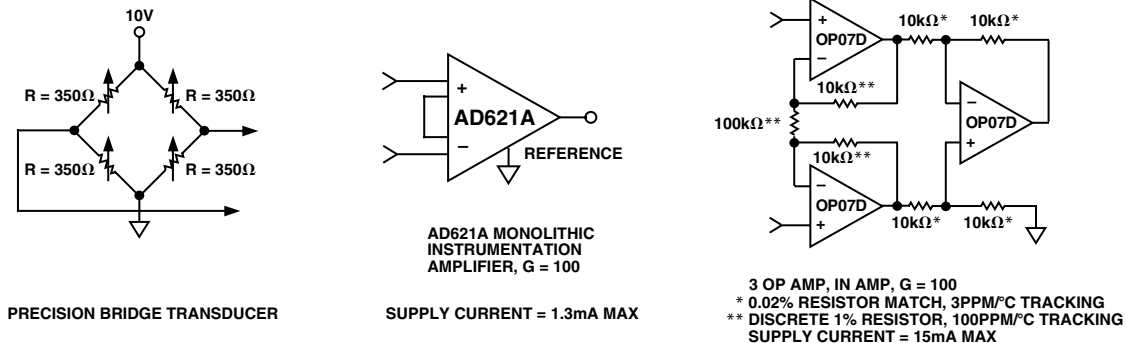 10V
R = 350Ω
R = 350Ω
R = 350Ω
R = 350Ω
PRECISION BRIDGE TRANSDUCER
+
AD621A
−
REFERENCE
AD621A MONOLITHIC
INSTRUMENTATION
AMPLIFIER, G = 100
SUPPLY CURRENT = 1.3mA MAX
+
OP07D
−
10kΩ*
10kΩ*
10kΩ**
100kΩ**
10kΩ**
−
OP07D
+
−
OP07D
+
10kΩ*
10kΩ*
3 OP AMP, IN AMP, G = 100
* 0.02% RESISTOR MATCH, 3PPM/°C TRACKING
** DISCRETE 1% RESISTOR, 100PPM/°C TRACKING
SUPPLY CURRENT = 15mA MAX